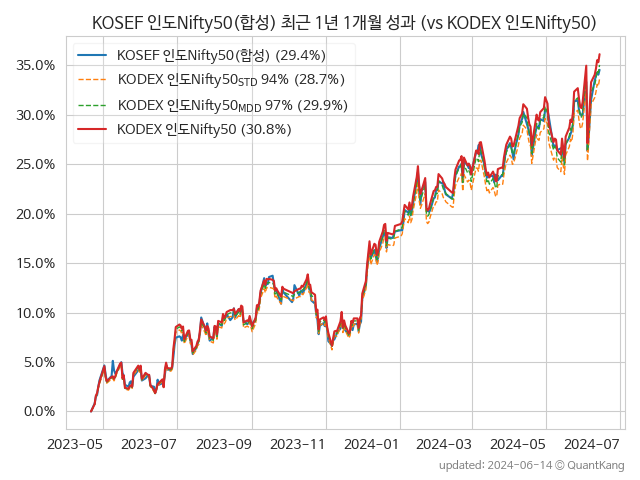 KOSEF 인도Nifty50(합성) 최근 1년 1개월 성과 (vs KODEX 인도Nifty50)
KOSEF 인도Nifty50(합성) (29.4%)
KODEX 인도Nifty50STD 94% (28.7%)
KODEX 인도Nifty50MDD 97% (29.9%)
KODEX 인도Nifty50 (30.8%)
35.0%
30.0%
25.0%
20.0%
15.0%
10.0%
5.0%
0.0%
2023-05 2023-07 2023-09 2023-11 2024-01 2024-03 2024-05 2024-07
updated: 2024-06-14 © QuantKang